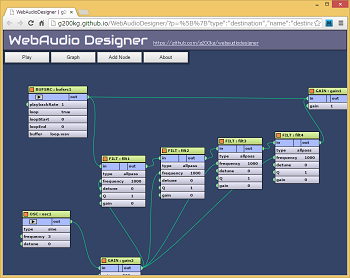 WebAudioDesigner | g200
g200kg.github.io/WebAudioDesigner/?p=%5B%7B"type":"destination","name":"destina
WebAudio Designer
https://github.com/g200kg/webaudiodesigner
Play
Graph
Add Node
About
BUFSRC : bufsrc1
out
playbackRate 1
loop true
loopStart 0
loopEnd 0
buffer loop.wav
GAIN : gain1
in out
gain 1
FILT : filt4
in out
type allpass
frequency 1000
detune 0
Q 1
gain 0
FILT : filt3
in out
type allpass
frequency 1000
detune 0
Q 1
gain 0
FILT : filt2
in out
type allpass
frequency 1000
detune 0
Q 1
gain 0
FILT : filt1
in out
type allpass
frequency 1000
detune 0
Q 1
gain 0
OSC : osc1
out
type sine
frequency 3
detune 0
GAIN : gain2
in out